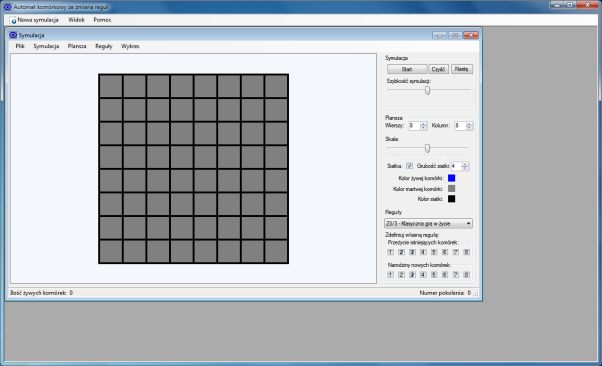 Automat komórkowy ze zmianą reguł
Nowa symulacja Widok Pomoc
Symulacja
Plik Symulacja Plansza Reguły Wykres
Symulacja
Start Czyść Następ
Szybkość symulacji:
Plansza
Wierszy: 8 Kolumn: 8
Skala:
Siatka: Grubość siatki: 4
Kolor żywej komórki:
Kolor martwej komórki:
Kolor siatki:
Reguły
23/3 - Klasyczna gra w życie
Zdefiniuj własną regułę:
Przeżycie istniejących komórek:
1 2 3 4 5 6 7 8
Narodziny nowych komórek:
1 2 3 4 5 6 7 8
Ilość żywych komórek: 0 Numer pokolenia: 0